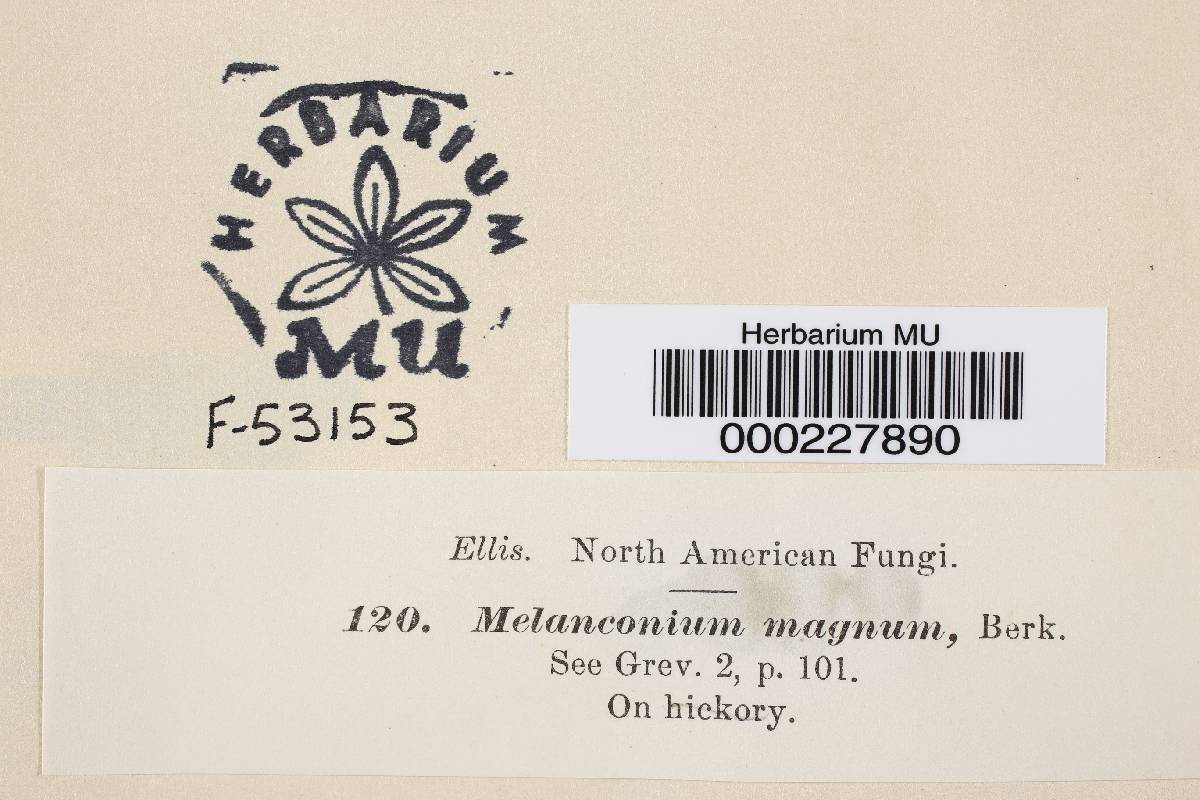 HERBARIUM
MU
F-53153
Herbarium MU
000227890
Ellis. North American Fungi.
120. Melanconium magnum, Berk.
See Grev. 2, p. 101.
On hickory.